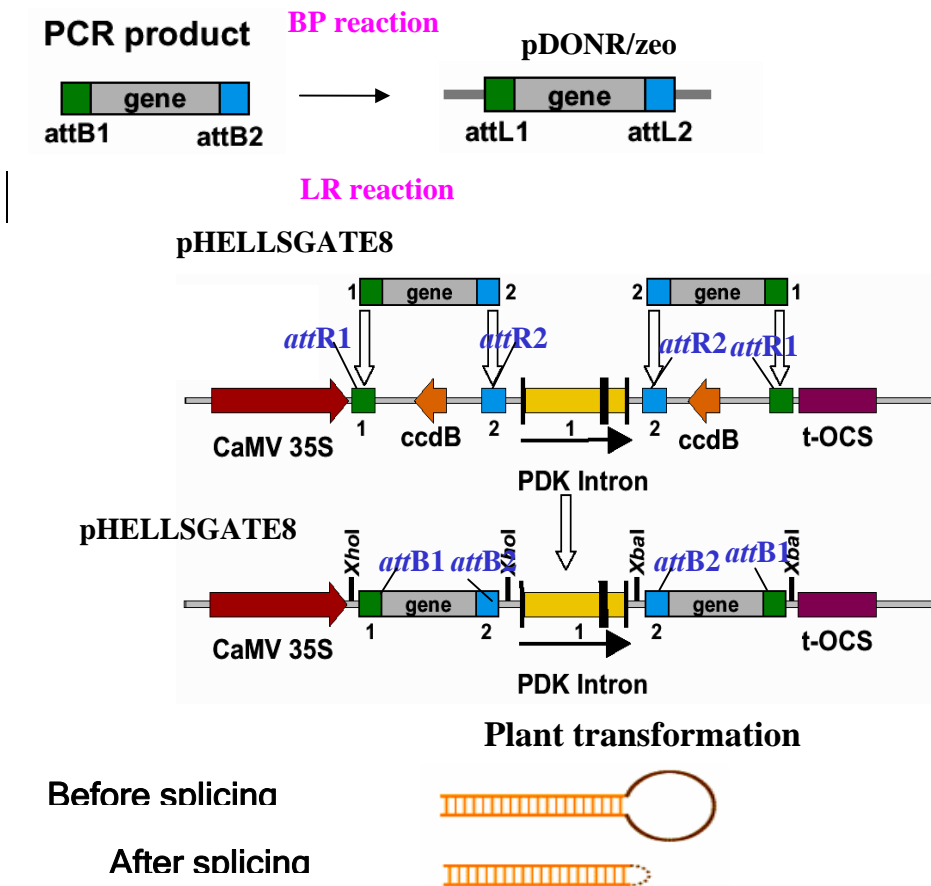 PCR product
BP reaction
pDONR/zeo
gene
gene
attB1
attB2
attL1
attL2
LR reaction
pHELLSGATE8
1 gene 2
2 gene 1
attR1
attR2
attR2
attR1
CaMV 35S
1
ccdB
2
1
2
ccdB
t-OCS
PDK Intron
pHELLSGATE8
XhoI
XhoI
XbaI
XbaI
attB1
attB2
attB2
attB1
gene
gene
CaMV 35S
1
2
1
2
t-OCS
PDK Intron
Plant transformation
Before splicing
After splicing